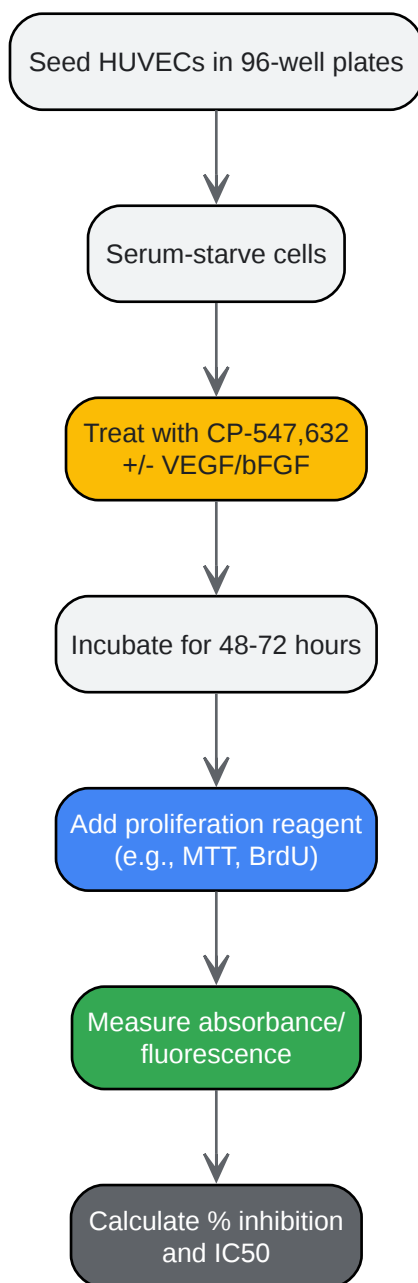 Seed HUVECs in 96-well plates
Serum-starve cells
Treat with CP-547,632
+/- VEGF/bFGF
Incubate for 48-72 hours
Add proliferation reagent
(e.g., MTT, BrdU)
Measure absorbance/
fluorescence
Calculate % inhibition
and IC50